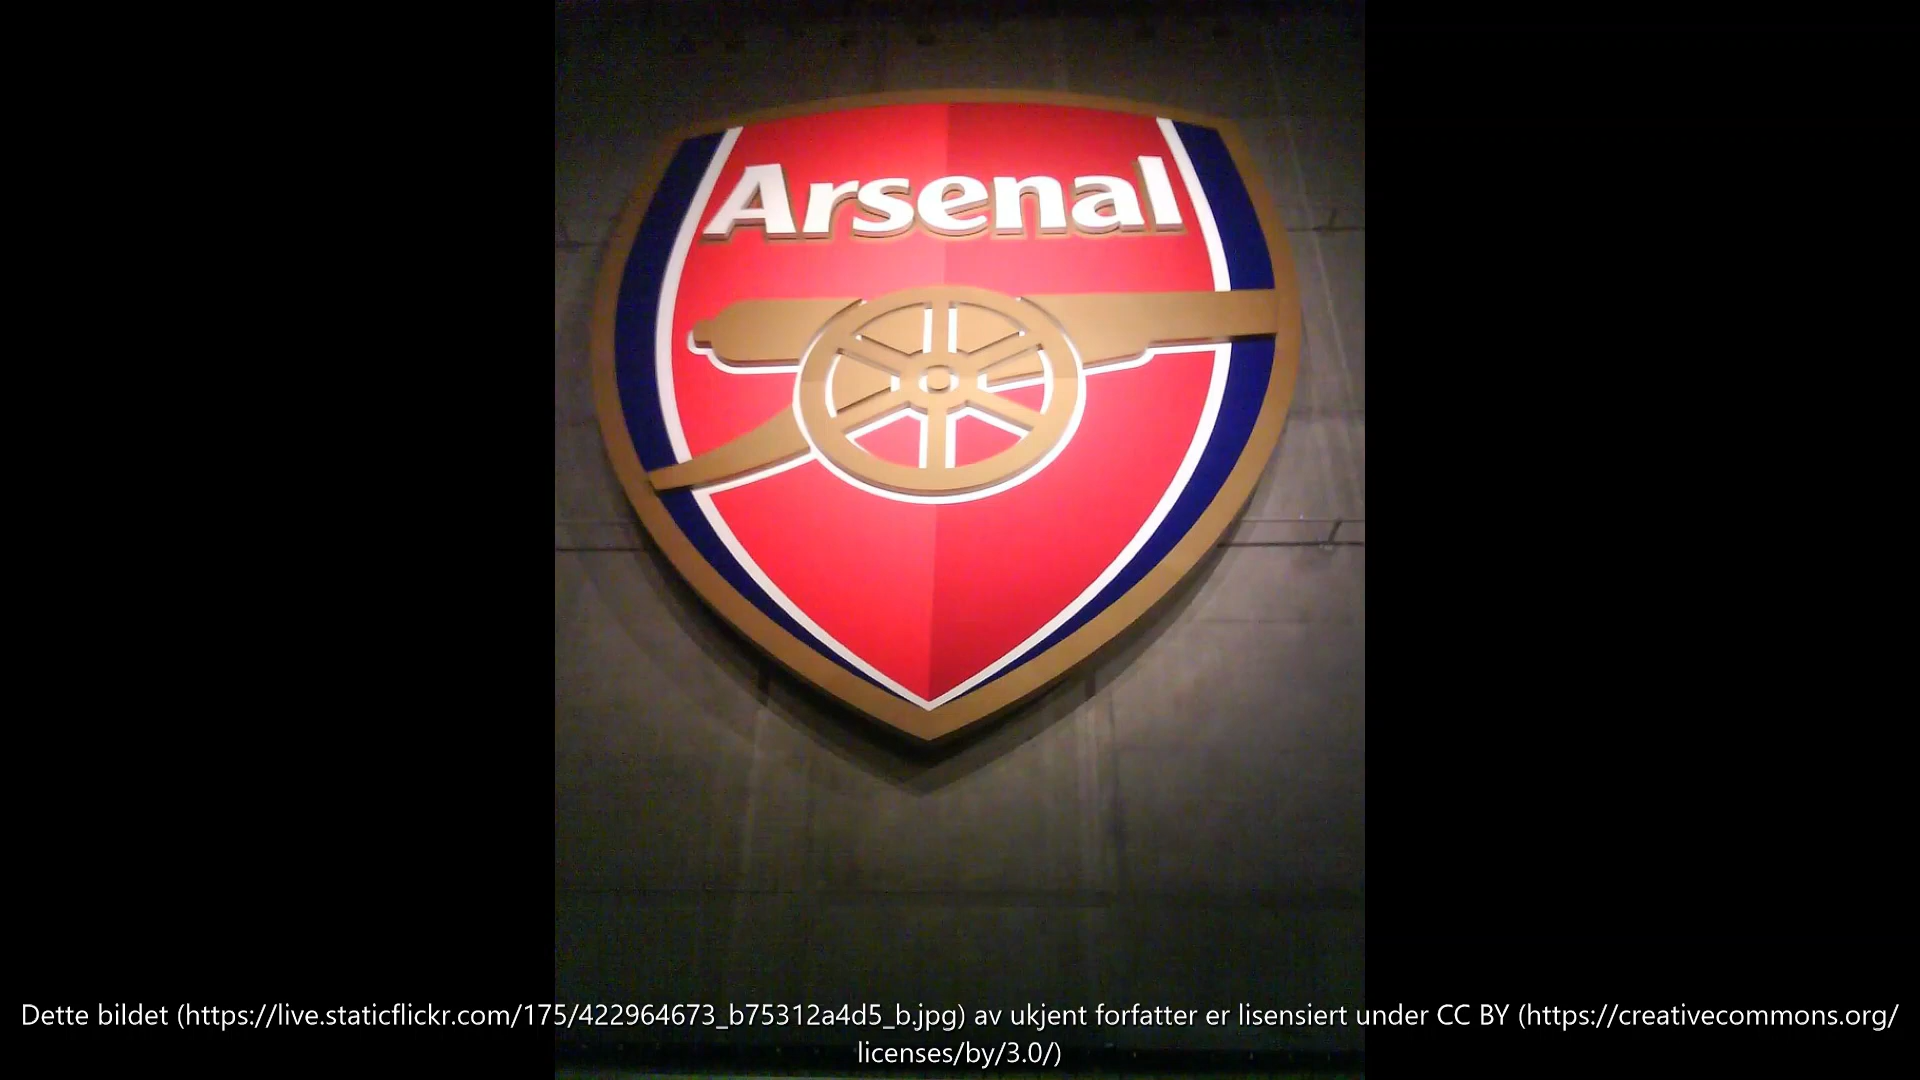 Arsenal
Dette bildet (https://live.staticflickr.com/175/422964673_b75312a4d5_b.jpg) av ukjent forfatter er lisensiert under CC BY (https://creativecommons.org/
licenses/by/3.0/)